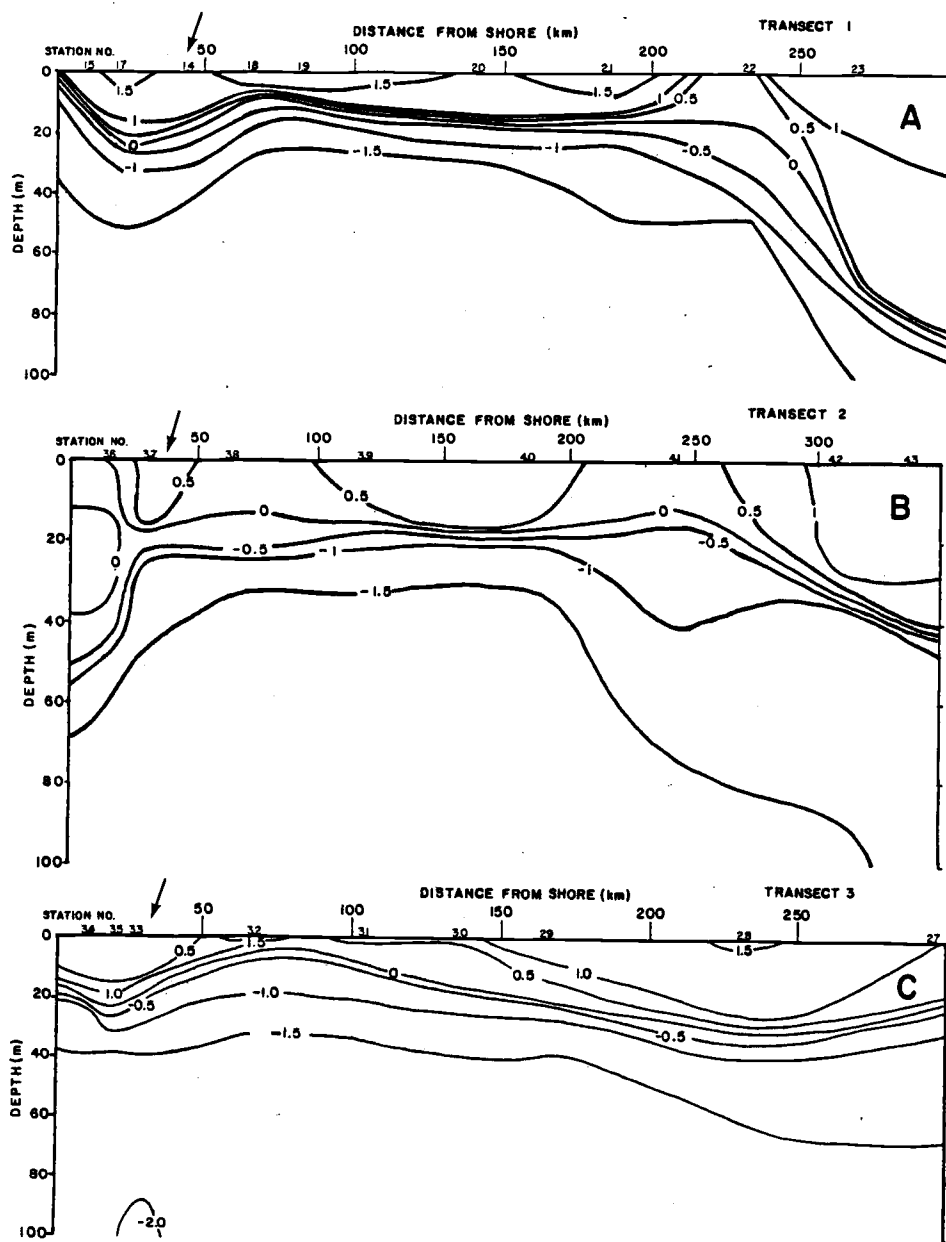 DISTANCE FROM SHORE (km) TRANSECT 1
STATION NO. 50 100 150 200 250
15 17 14 18 19 20 21 22 23
A
0
20
40
60
80
100
DEPTH (m)
1.5 1.5 1.5 1 0.5 0.5 1
1 0 -1 -1.5 -1 -0.5 0
DISTANCE FROM SHORE (km) TRANSECT 2
STATION NO. 50 100 150 200 250 300
36 37 38 39 40 41 42 43
B
0
20
40
60
80
100
DEPTH (m)
0.5 0.5 0.5 1
0 0 0
-0.5 -1 -0.5
0 -1 -1.5
DISTANCE FROM SHORE (km) TRANSECT 3
STATION NO. 50 100 150 200 250
34 35 33 32 31 30 29 28 27
C
0
20
40
60
80
100
DEPTH (m)
0.5 1.5 1.5
1.0 0 0.5 1.0
-0.5 -1.0 -0.5
-1.5
-2.0